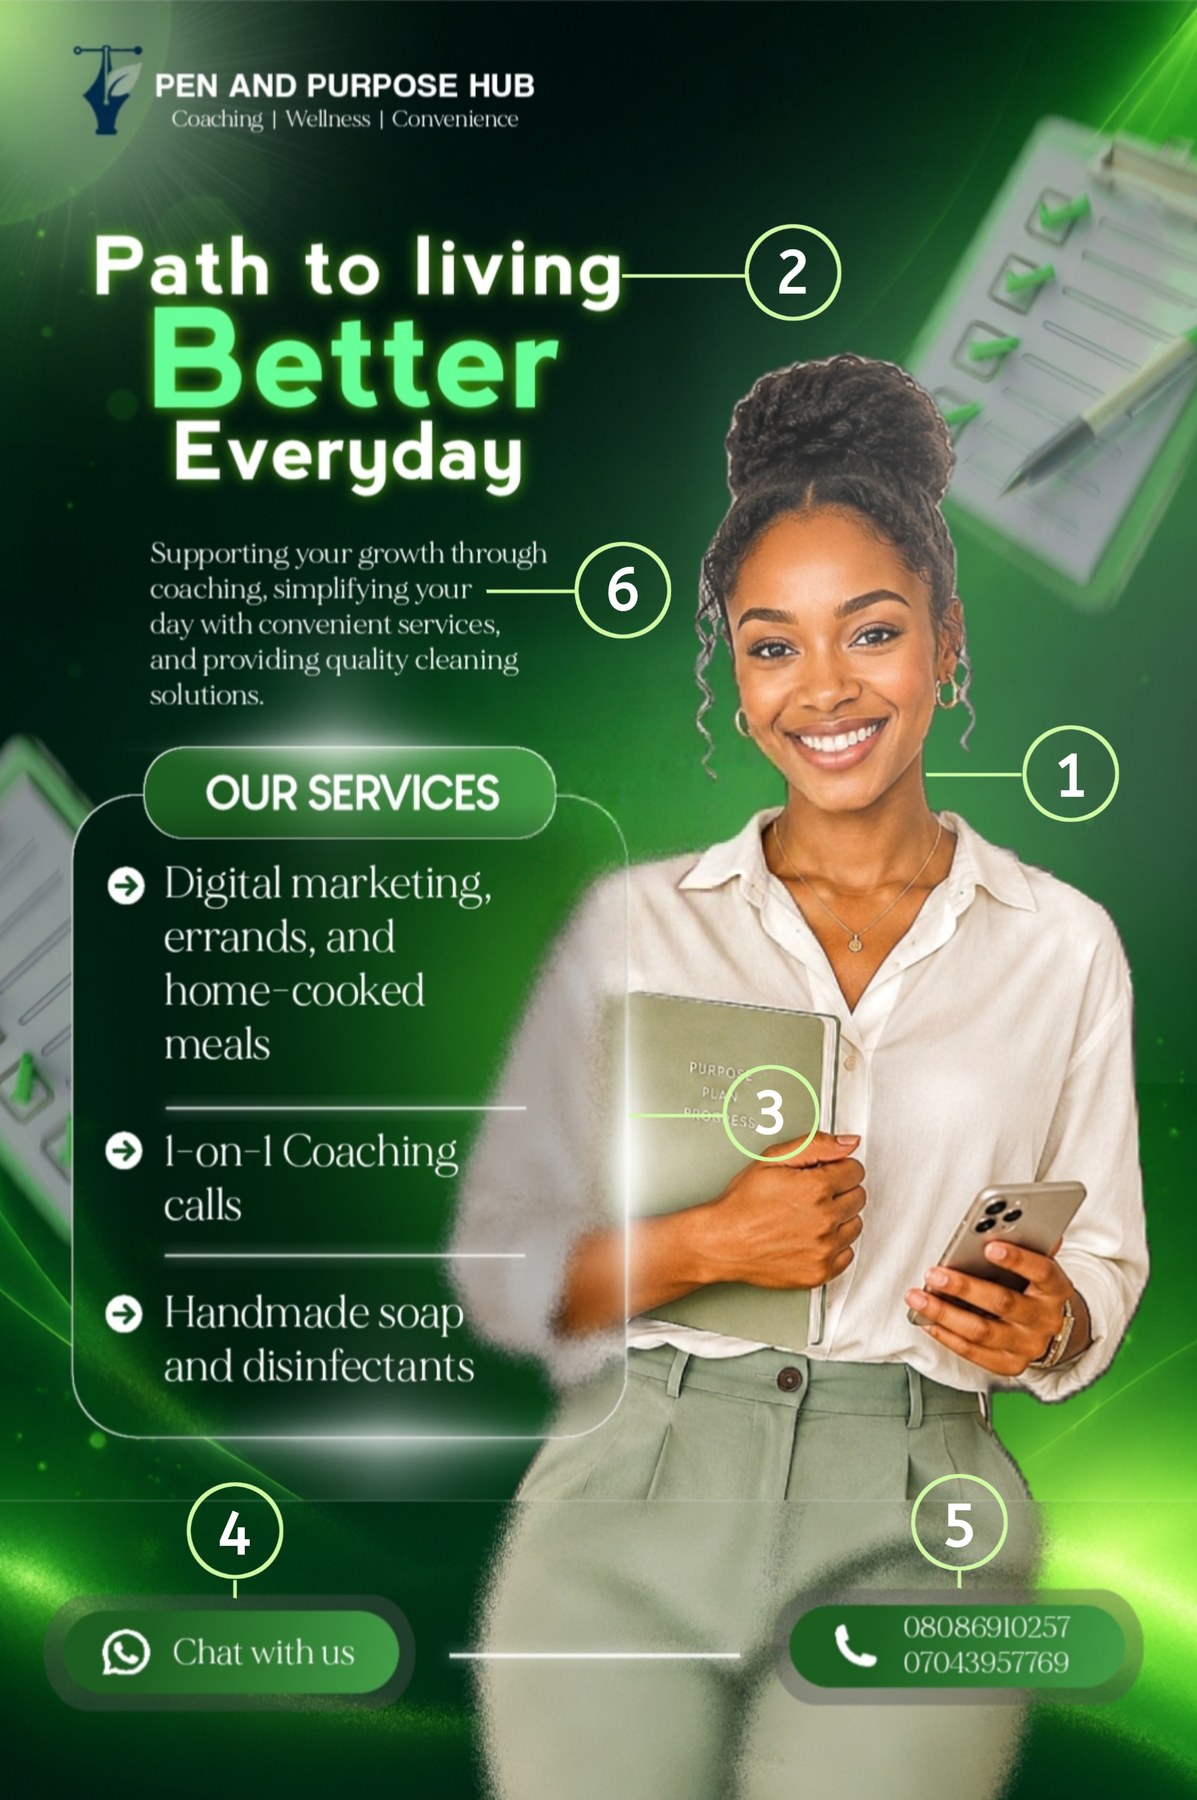 PEN AND PURPOSE HUB
Coaching | Wellness | Convenience
Path to living
2
Better
Everyday
Supporting your growth through
coaching, simplifying your
6
day with convenient services,
and providing quality cleaning
solutions.
1
OUR SERVICES
Digital marketing,
errands, and
home-cooked
meals
PURPOSE
PLAN
PROGRESS
3
1-on-1 Coaching
calls
Handmade soap
and disinfectants
4
5
Chat with us
08086910257
07043957769